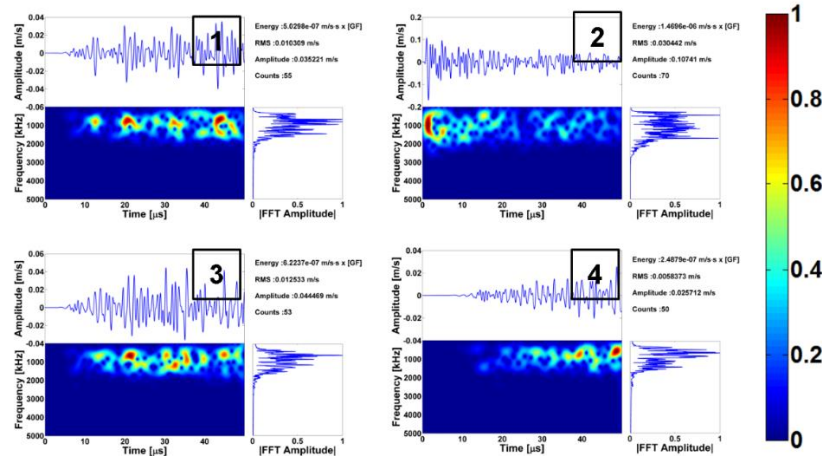 0.04
0.02
0
-0.02
-0.04
-0.06
Amplitude [m/s]
1
Energy :5.0298e-07 m/s·s x [GF]
RMS :0.010309 m/s
Amplitude :0.035221 m/s
Counts :55
1000
2000
3000
4000
5000
Frequency [kHz]
0 10 20 30 40
Time [µs]
0 0.5 1
|FFT Amplitude|
0.2
0.1
0
-0.1
-0.2
Amplitude [m/s]
2
Energy :1.4696e-06 m/s·s x [GF]
RMS :0.030442 m/s
Amplitude :0.10741 m/s
Counts :70
1000
2000
3000
4000
5000
Frequency [kHz]
0 10 20 30 40
Time [µs]
0 0.5 1
|FFT Amplitude|
0.06
0.04
0.02
0
-0.02
-0.04
Amplitude [m/s]
3
Energy :6.2237e-07 m/s·s x [GF]
RMS :0.012533 m/s
Amplitude :0.044469 m/s
Counts :53
1000
2000
3000
4000
5000
Frequency [kHz]
0 10 20 30 40
Time [µs]
0 0.5 1
|FFT Amplitude|
0.04
0.02
0
-0.02
-0.04
Amplitude [m/s]
4
Energy :2.4879e-07 m/s·s x [GF]
RMS :0.0058373 m/s
Amplitude :0.025712 m/s
Counts :50
1000
2000
3000
4000
5000
Frequency [kHz]
0 10 20 30 40
Time [µs]
0 0.5 1
|FFT Amplitude|
1
0.8
0.6
0.4
0.2
0